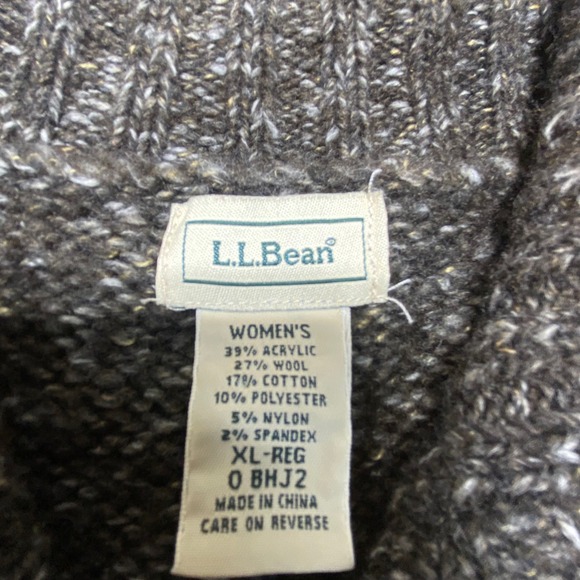 L.L.Bean®
WOMEN'S
39% ACRYLIC
27% WOOL
17% COTTON
10% POLYESTER
5% NYLON
2% SPANDEX
XL-REG
0 BHJ2
MADE IN CHINA
CARE ON REVERSE